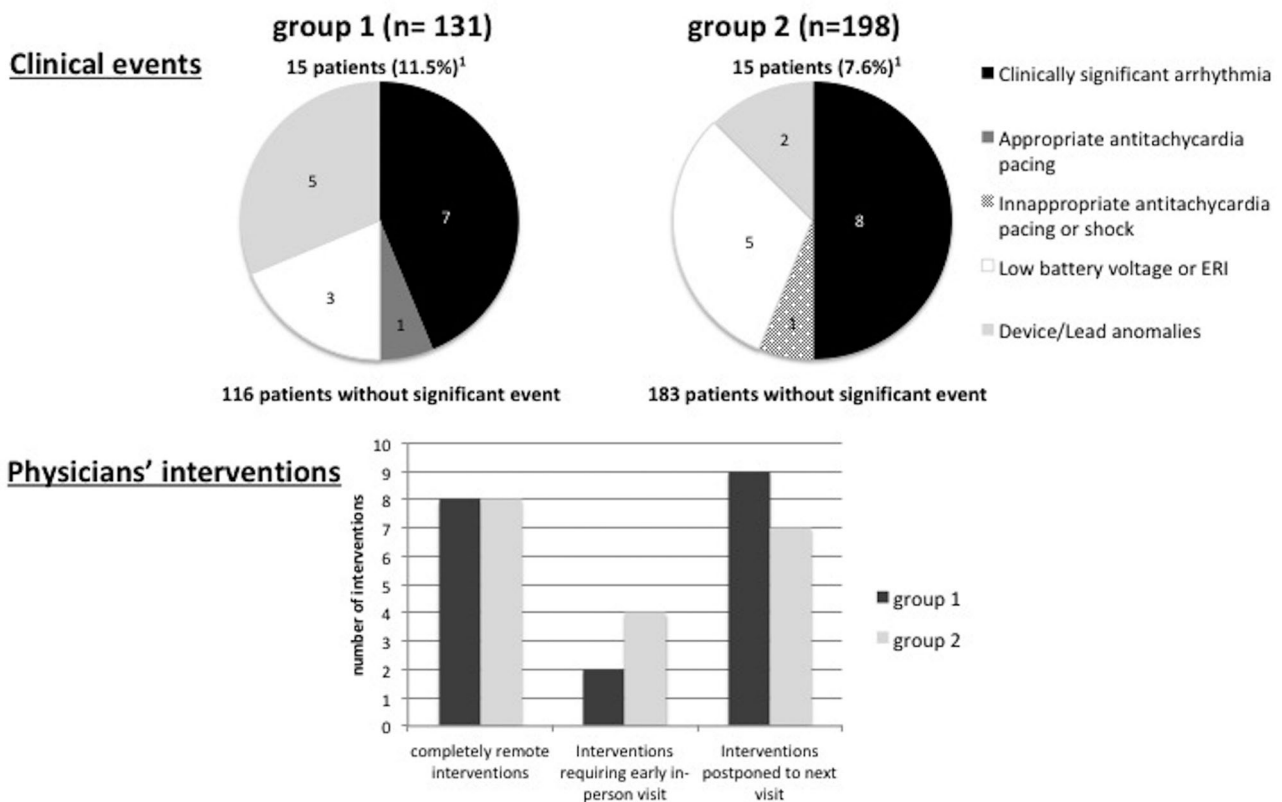 group 1 (n= 131)
group 2 (n=198)
Clinical events
15 patients (11.5%)¹
15 patients (7.6%)¹
5
7
3
1
2
8
5
1
Clinically significant arrhythmia
Appropriate antitachycardia
pacing
Innappropriate antitachycardia
pacing or shock
Low battery voltage or ERI
Device/Lead anomalies
116 patients without significant event
183 patients without significant event
Physicians' interventions
number of interventions
10
9
8
7
6
5
4
3
2
1
0
completely remote
interventions
Interventions
requiring early in-
person visit
Interventions
postponed to next
visit
group 1
group 2